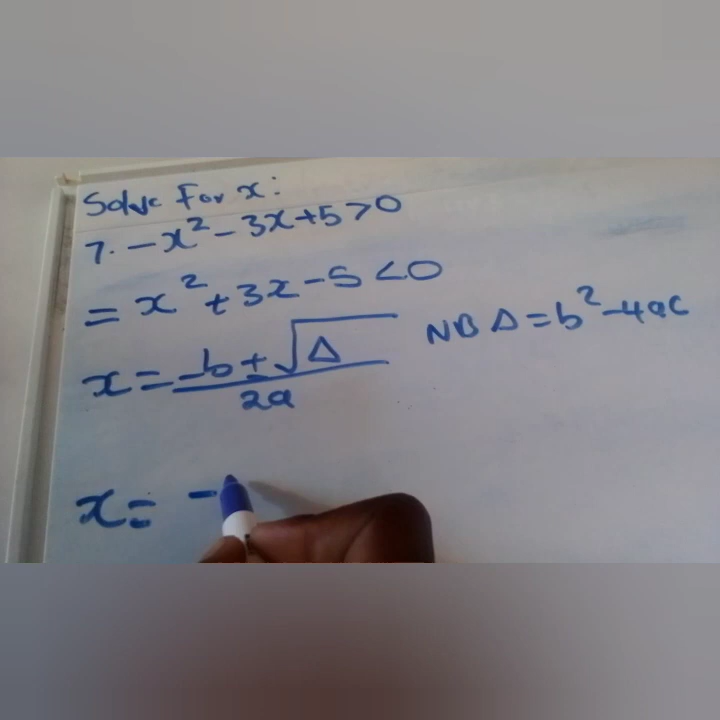 Solve For x:
7. -x² - 3x+5>0
= x² + 3x - 5 <0
x = -b ± √Δ / 2a NB Δ = b² - 4ac
x = -